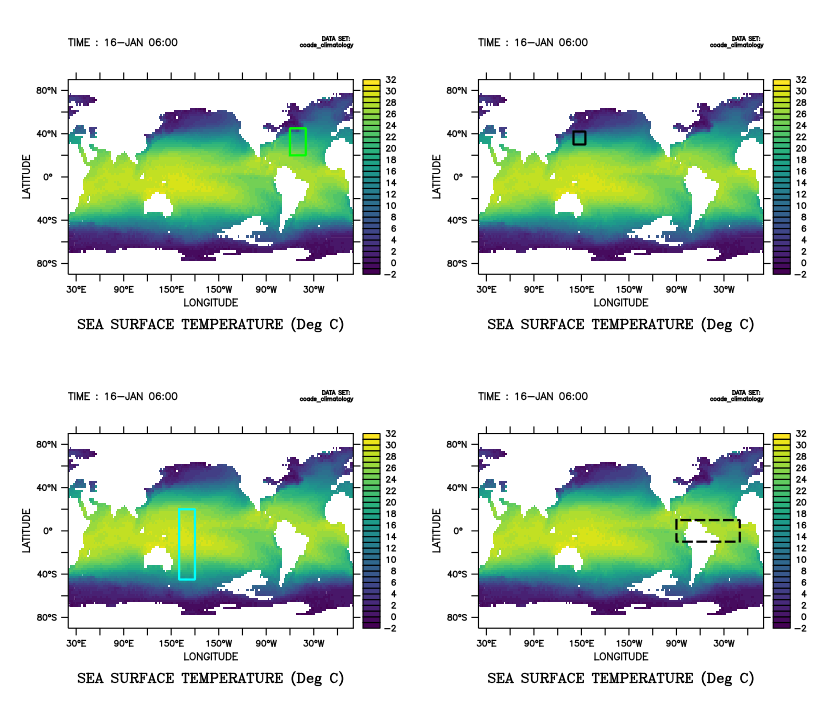 TIME : 16-JAN 06:00
DATA SET:
coads_climatology
80°N
40°N
0°
40°S
80°S
LATITUDE
30°E
90°E
150°E
150°W
90°W
30°W
LONGITUDE
32
30
28
26
24
22
20
18
16
14
12
10
8
6
4
2
0
-2
SEA SURFACE TEMPERATURE (Deg C)
TIME : 16-JAN 06:00
DATA SET:
coads_climatology
80°N
40°N
0°
40°S
80°S
LATITUDE
30°E
90°E
150°E
150°W
90°W
30°W
LONGITUDE
32
30
28
26
24
22
20
18
16
14
12
10
8
6
4
2
0
-2
SEA SURFACE TEMPERATURE (Deg C)
TIME : 16-JAN 06:00
DATA SET:
coads_climatology
80°N
40°N
0°
40°S
80°S
LATITUDE
30°E
90°E
150°E
150°W
90°W
30°W
LONGITUDE
32
30
28
26
24
22
20
18
16
14
12
10
8
6
4
2
0
-2
SEA SURFACE TEMPERATURE (Deg C)
TIME : 16-JAN 06:00
DATA SET:
coads_climatology
80°N
40°N
0°
40°S
80°S
LATITUDE
30°E
90°E
150°E
150°W
90°W
30°W
LONGITUDE
32
30
28
26
24
22
20
18
16
14
12
10
8
6
4
2
0
-2
SEA SURFACE TEMPERATURE (Deg C)